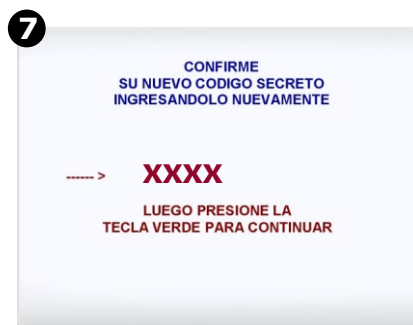 7
CONFIRME
SU NUEVO CODIGO SECRETO
INGRESANDOLO NUEVAMENTE
------ > XXXX
LUEGO PRESIONE LA
TECLA VERDE PARA CONTINUAR